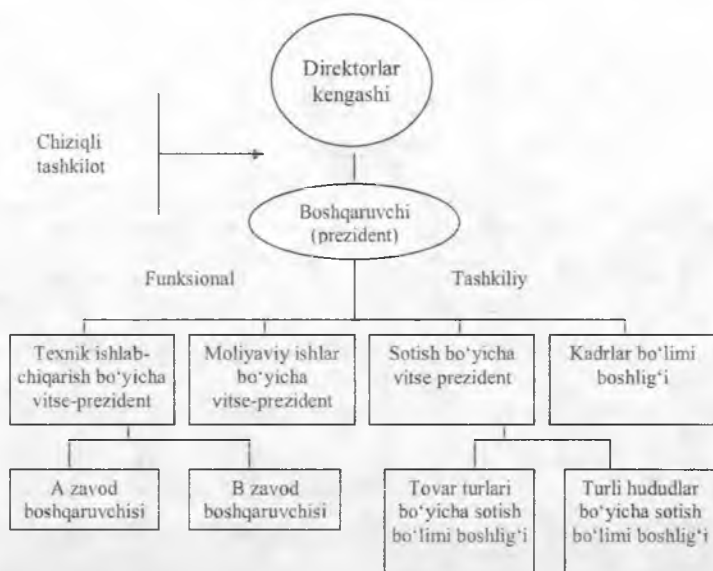 Direktorlar
kengashi
Chiziqli
tashkilot
Boshqaruvchi
(prezident)
Funksional
Tashkiliy
Texnik ishlab-
chiqarish bo‘yicha
vitse-prezident
Moliyaviy ishlar
bo‘yicha
vitse-prezident
Sotish bo‘yicha
vitse prezident
Kadrlar bo‘limi
boshlig‘i
A zavod
boshqaruvchisi
B zavod
boshqaruvchisi
Tovar turlari
bo‘yicha sotish
bo‘limi boshlig‘i
Turli hududlar
bo‘yicha sotish
bo‘limi boshlig‘i